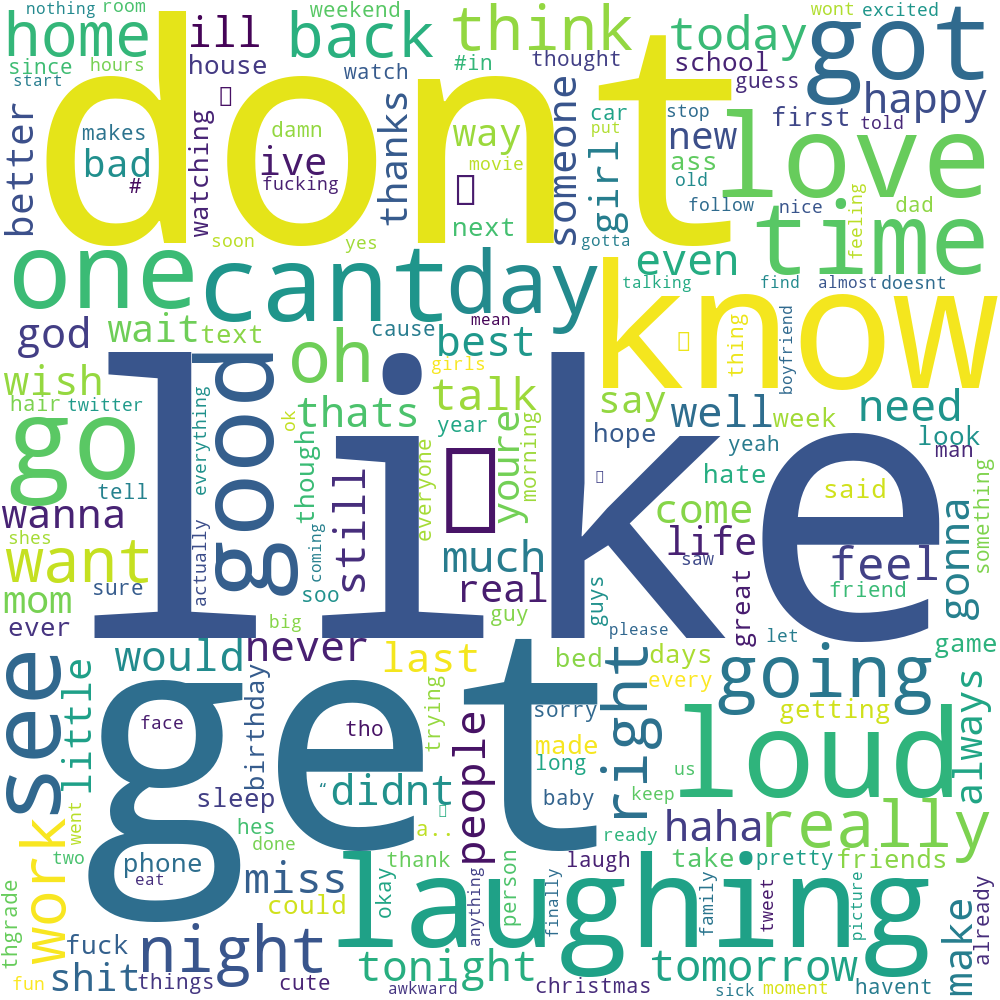 nothing room
weekend
wont excited
home
ill
back
think
today
got
since hours
start
house
watch
#in
thought
school
guess
happy
first told
dont
better
makes
bad
#
watching
damn
ive
fucking
thanks
way
movie
next
someone
car put
girl
stop
new
ass
old
follow
love
nice
dad
feeling
time
soon
yes
gotta
one
cant
day
even
talking
find almost doesnt
know
god
wait text
cause
mean
best
oh
girls
thing
boyfriend
wish
hair twitter
everything
good
ok
thats
talk
year
say
well
week
need
look
man
go
though
everyone
youre
morning
hope
yeah
hate
something
tell
like
still
said
wanna
shes
want
actually
coming
much
real
come
life
saw
feel
gonna
mom
sure
soo
guy
guys
great
friend
ever
big
please
let
game
see
little
would
never
last
bed
days
every
going
getting
always
birthday
face
get
tho
trying
people
sorry
made
long
right
us
loud
sleep
“
didnt
baby
keep
work
went
two
hes
done
a..
ready
haha
really
phone
eat
miss
could
okay
thank
laugh
take pretty friends
thgrade
laughing
anything
person
finally
family
tweet
picture
make
already
fuck
night
tonight
tomorrow
fun
shit
things
cute
awkward
christmas
sick moment
havent